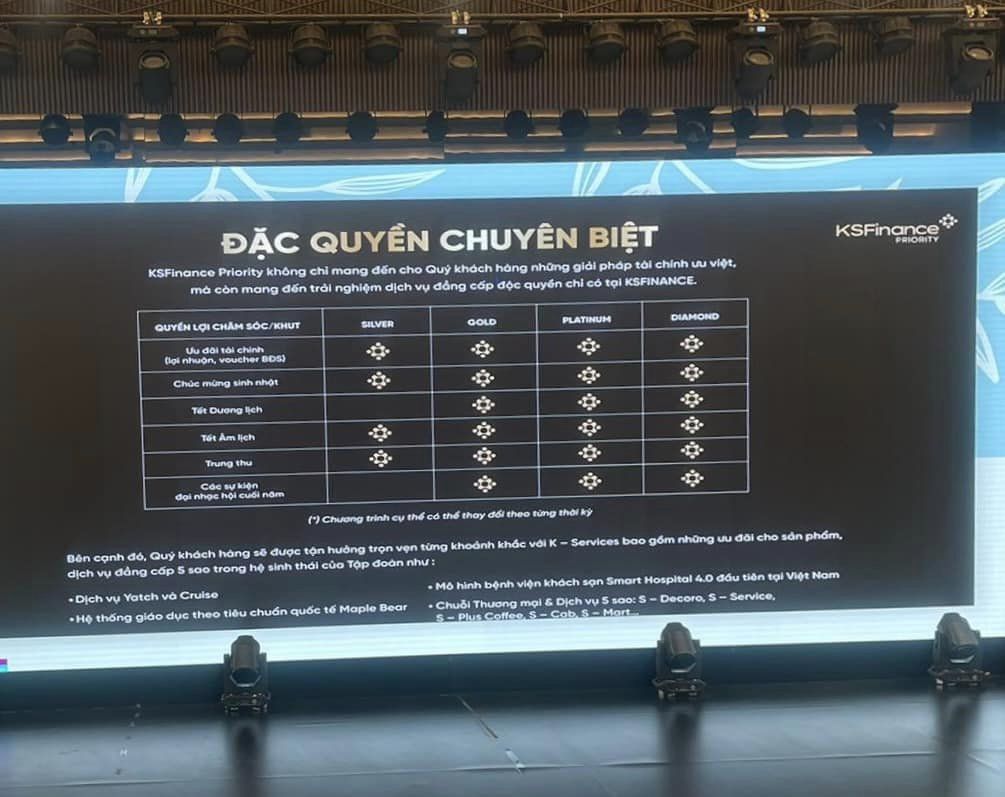 KSFinance
PRIORITY
ĐẶC QUYỀN CHUYÊN BIỆT
KSFinance Priority không chỉ mang đến cho Quý khách hàng những giải pháp tài chính ưu việt,
mà còn mang đến trải nghiệm dịch vụ đẳng cấp độc quyền chỉ có tại KSFINANCE.
QUYỀN LỢI CHĂM SÓC/KHUT SILVER GOLD PLATINUM DIAMOND
Ưu đãi tài chính
(lợi nhuận, voucher BĐS)
Chúc mừng sinh nhật
Tết Dương lịch
Tết Âm lịch
Trung thu
Các sự kiện
đại nhạc hội cuối năm
(*) Chương trình cụ thể có thể thay đổi theo từng thời kỳ
Bên cạnh đó, Quý khách hàng sẽ được tận hưởng trọn vẹn từng khoảnh khắc với K – Services bao gồm những ưu đãi cho sản phẩm,
dịch vụ đẳng cấp 5 sao trong hệ sinh thái của Tập đoàn như :
• Dịch vụ Yatch và Cruise
• Hệ thống giáo dục theo tiêu chuẩn quốc tế Maple Bear
• Mô hình bệnh viện khách sạn Smart Hospital 4.0 đầu tiên tại Việt Nam
• Chuỗi Thương mại & Dịch vụ 5 sao: S – Decoro, S – Service,
S – Plus Coffee, S – Cab, S – Mart...